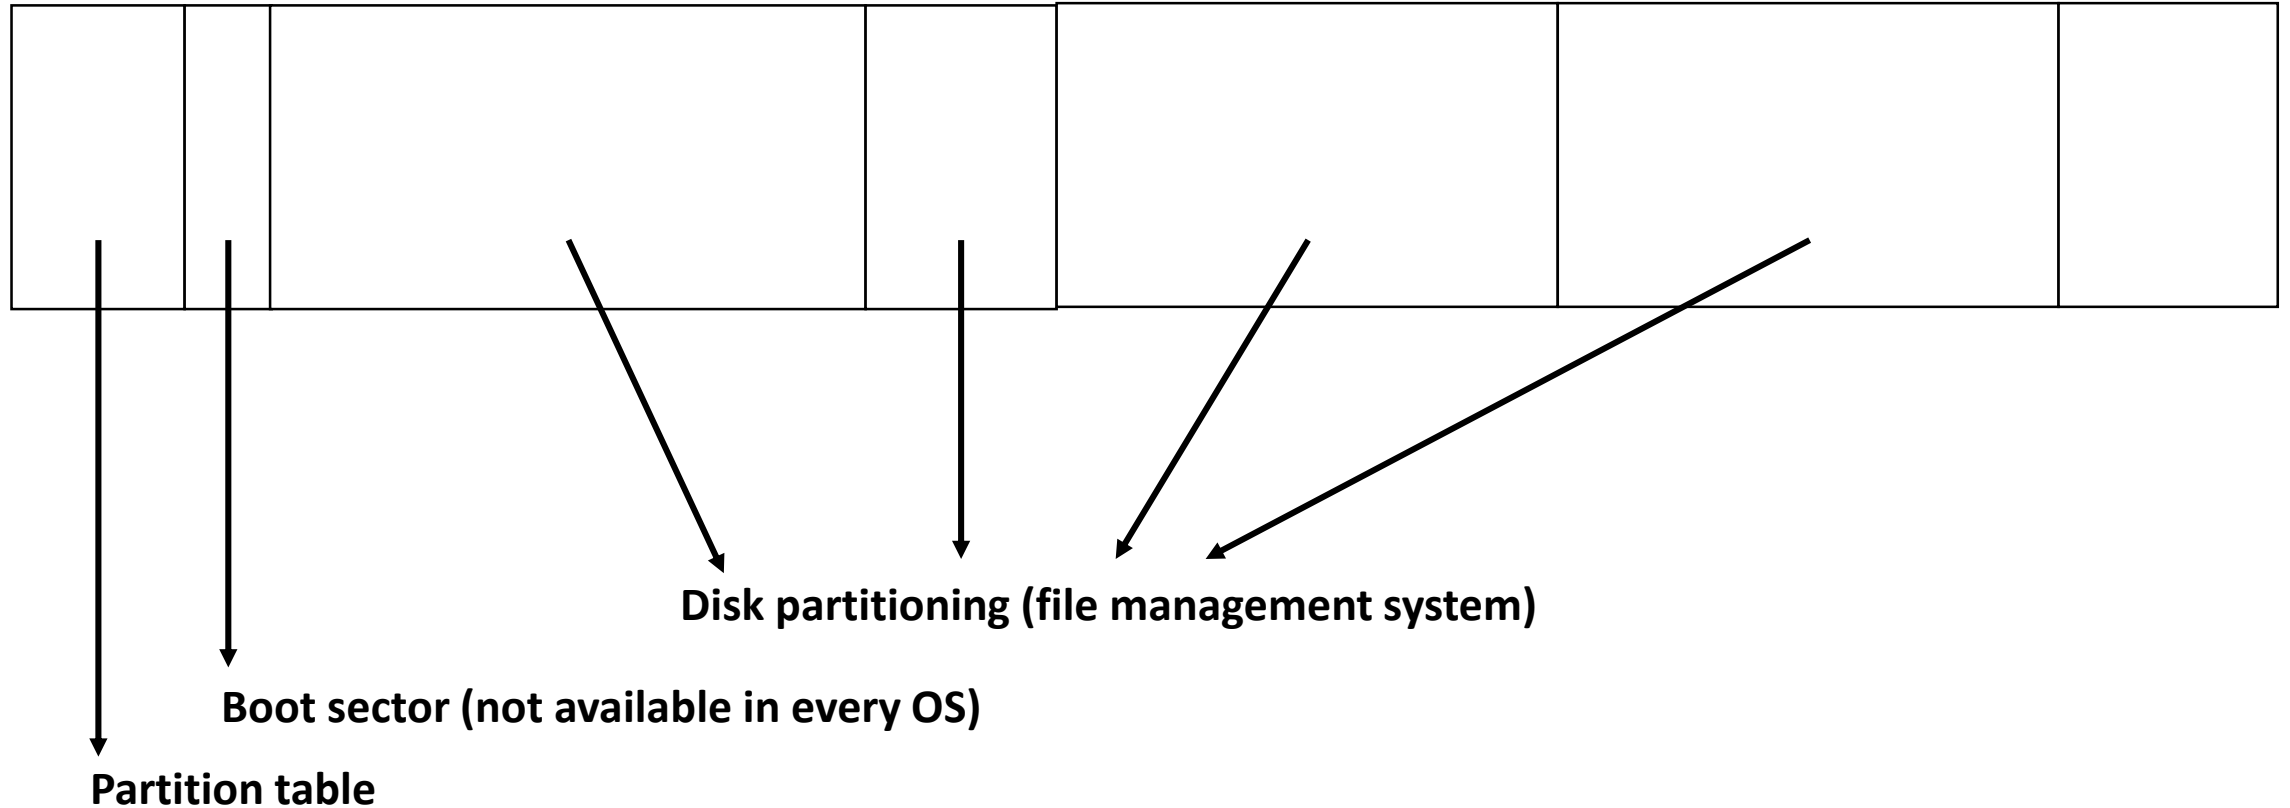 Disk partitioning (file management system)
Boot sector (not available in every OS)
Partition table